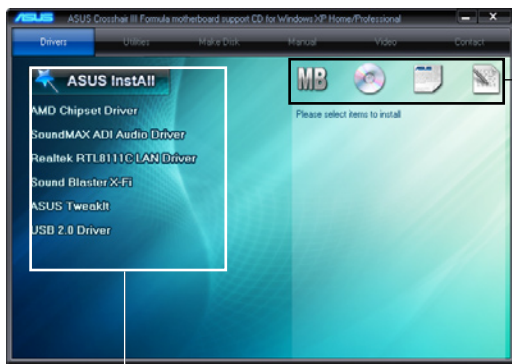 ASUS ASUS Crosshair III Formula motherboard support CD for Windows XP Home/Professional
Drivers Utilities Make Disk Manual Video Contact
ASUS InstAll
MB
Please select items to install
AMD Chipset Driver
SoundMAX ADI Audio Driver
Realtek RTL8111C LAN Driver
Sound Blaster X-Fi
ASUS TweakIt
USB 2.0 Driver